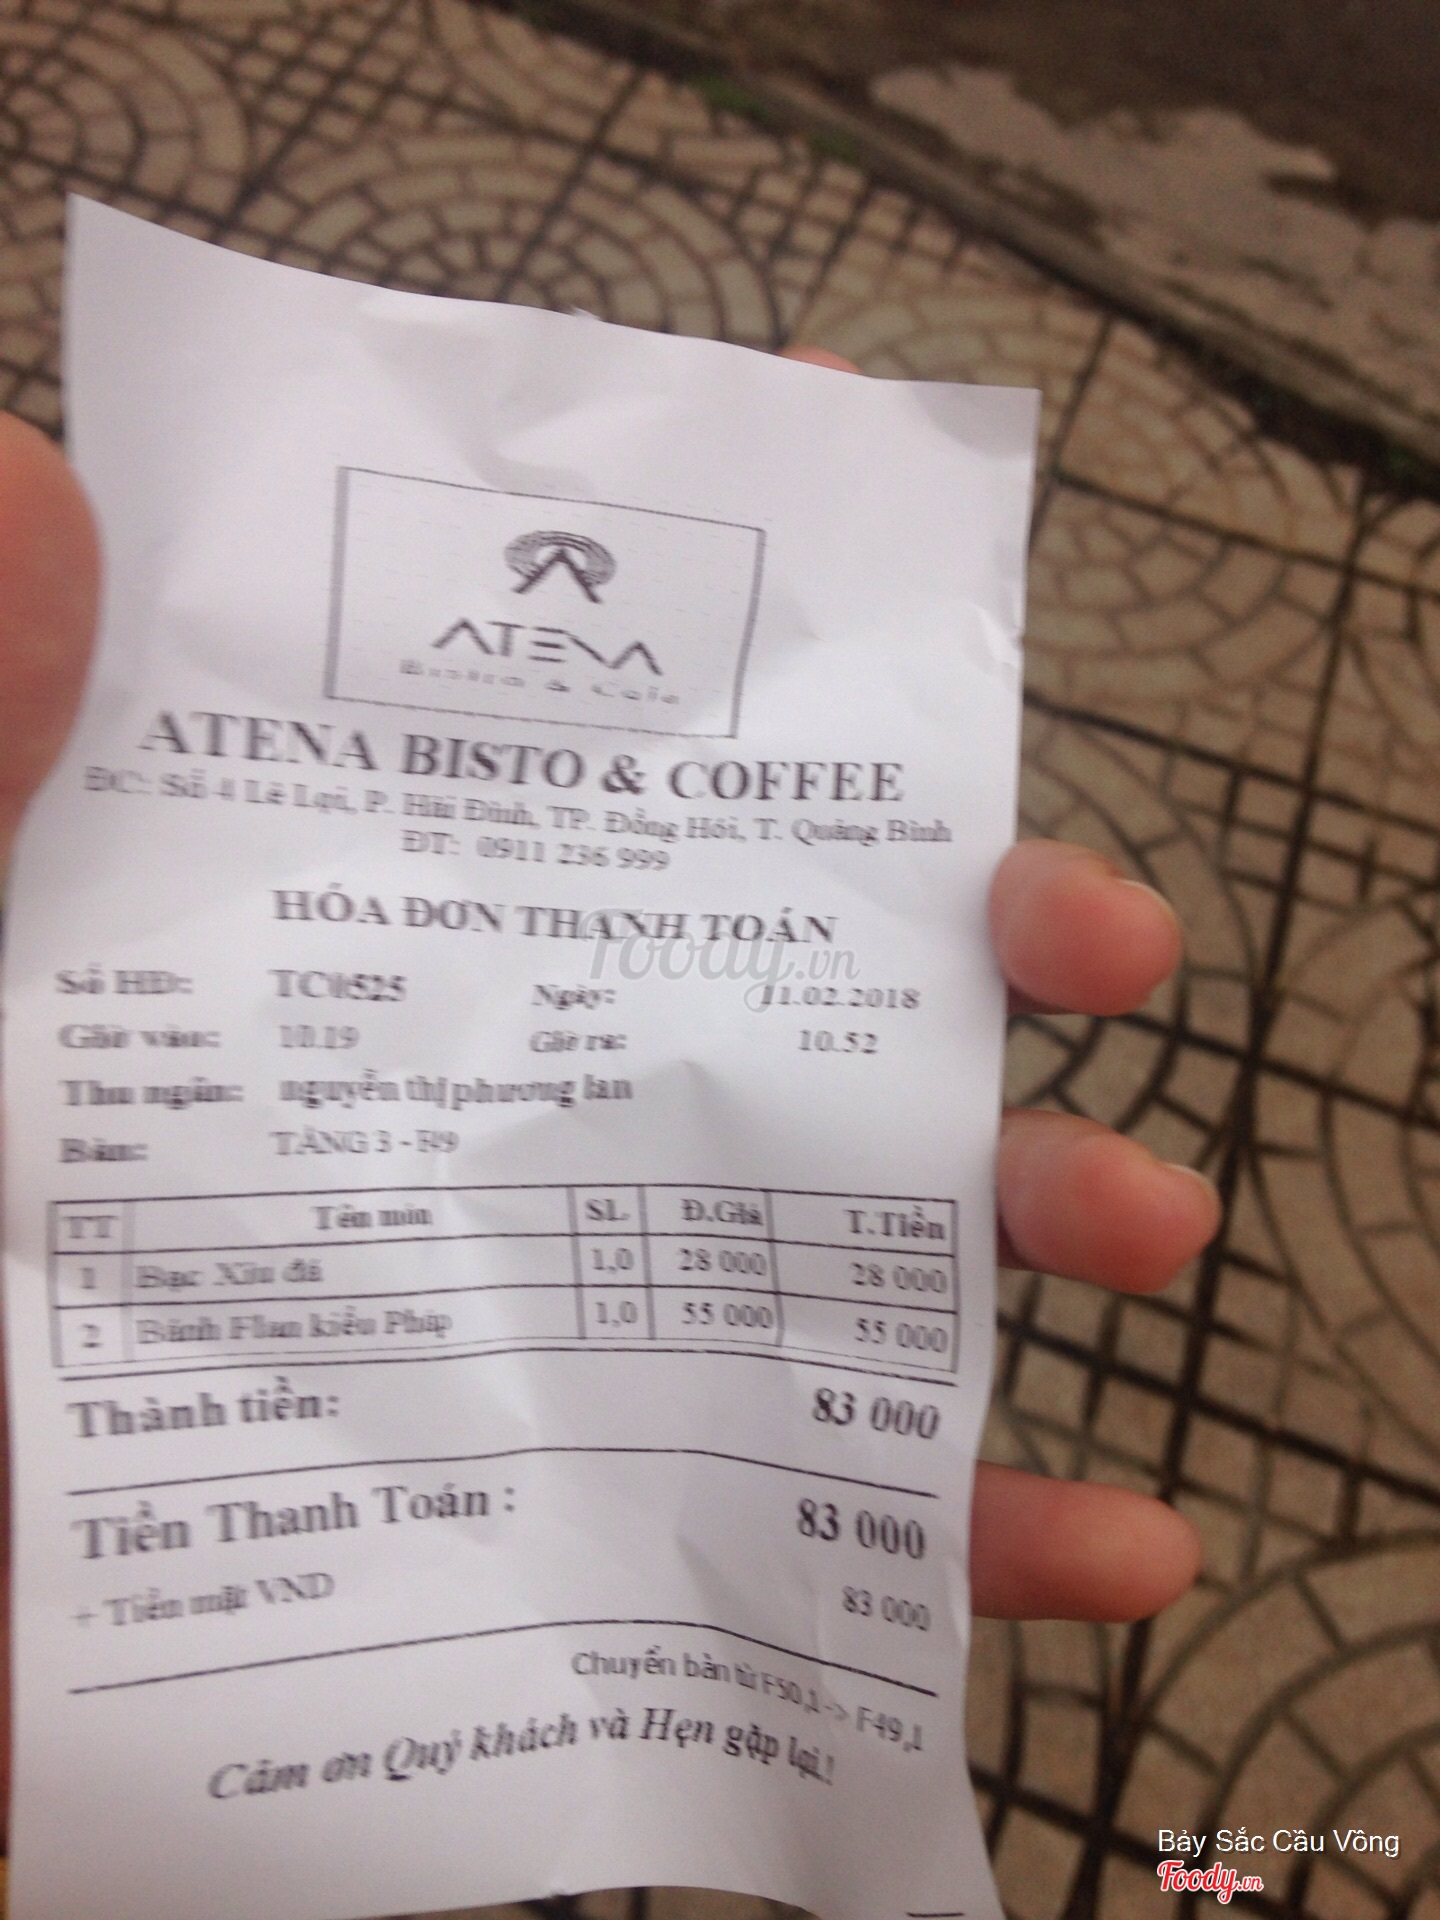 ATENA
Bistro & Cafe
ATENA BISTO & COFFEE
ĐC: Số 4 Lê Lợi, P. Hải Đình, TP. Đồng Hới, T. Quảng Bình
ĐT: 0911 236 999
HÓA ĐƠN THANH TOÁN
Số HĐ: TC0525 Ngày: 11.02.2018
Giờ vào: 10.19 Giờ ra: 10.52
Thu ngân: nguyễn thị phương lan
Bàn: TẦNG 3 - F49
TT Tên món SL Đ.Giá T.Tiền
1 Bạc Xỉu đá 1,0 28 000 28 000
2 Bánh Flan kiểu Pháp 1,0 55 000 55 000
Thành tiền: 83 000
Tiền Thanh Toán : 83 000
+ Tiền mặt VND 83 000
Chuyển bàn từ F50,1 -> F49,1
Cảm ơn Quý khách và Hẹn gặp lại!
Foody.vn
Bảy Sắc Cầu Vồng
Foody.vn